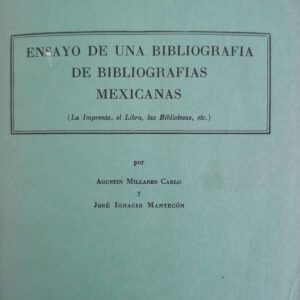 ENSAYO DE UNA BIBLIOGRAFIA
DE BIBLIOGRAFIAS
MEXICANAS
(La Imprenta, el Libro, las Bibliotecas, etc.)
por
AGUSTIN MILLARES CARLO
y
JOSÉ IGNACIO MANTECÓN